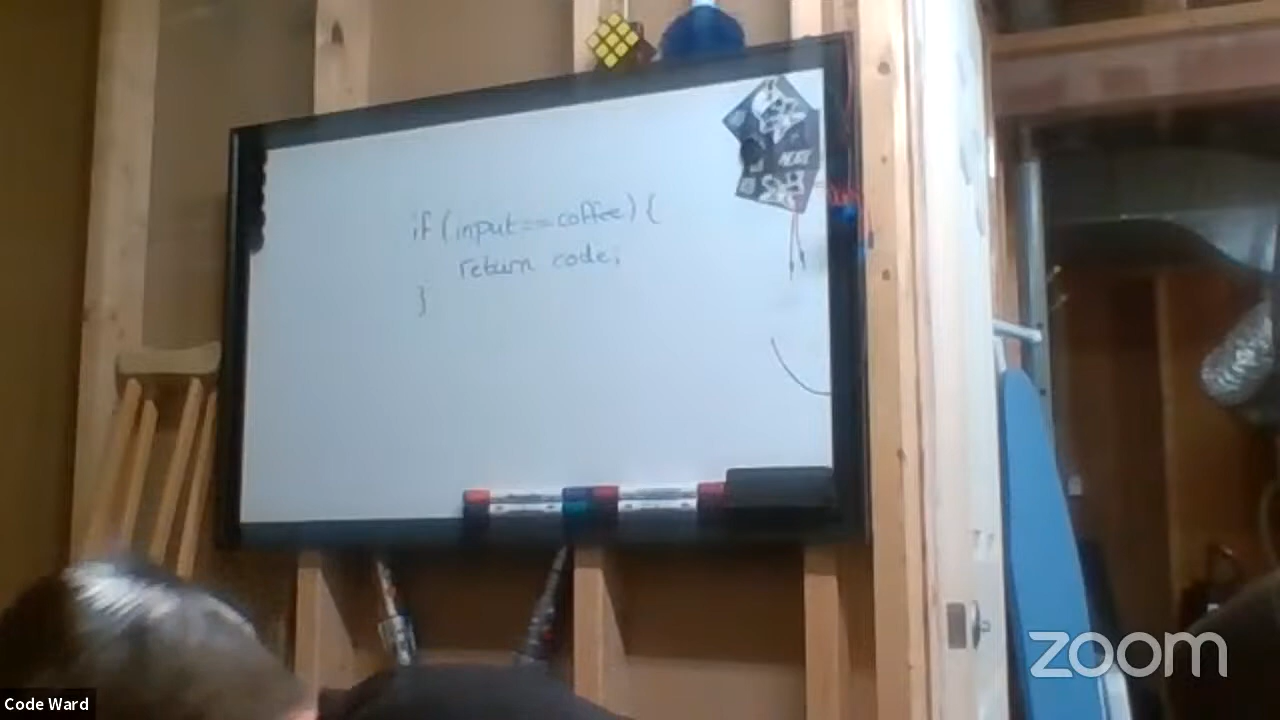 if (input == coffee) {
return code;
}
zoom
Code Ward